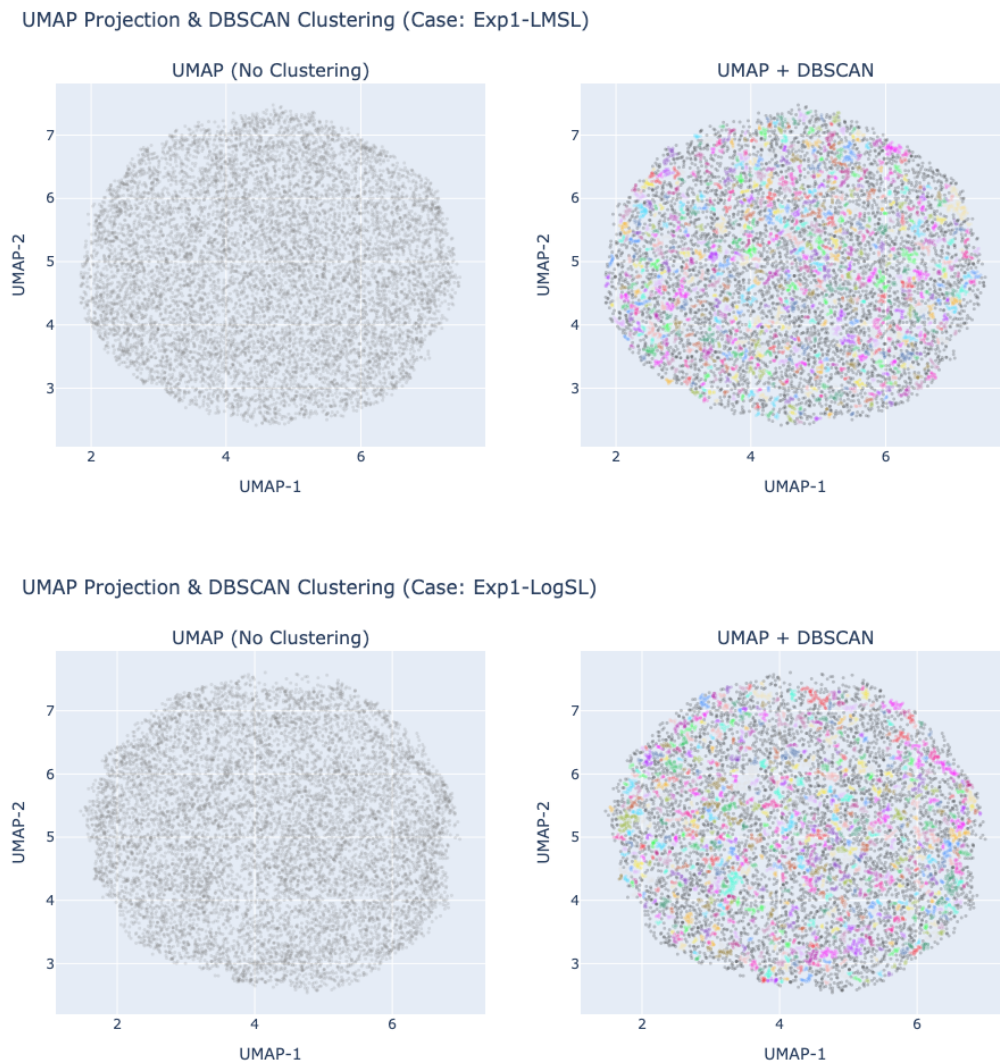 UMAP Projection & DBSCAN Clustering (Case: Exp1-LMSL)
UMAP (No Clustering)
UMAP + DBSCAN
7
6
5
4
3
UMAP-2
2
4
6
UMAP-1
7
6
5
4
3
UMAP-2
2
4
6
UMAP-1
UMAP Projection & DBSCAN Clustering (Case: Exp1-LogSL)
UMAP (No Clustering)
UMAP + DBSCAN
7
6
5
4
3
UMAP-2
2
4
6
UMAP-1
7
6
5
4
3
UMAP-2
2
4
6
UMAP-1